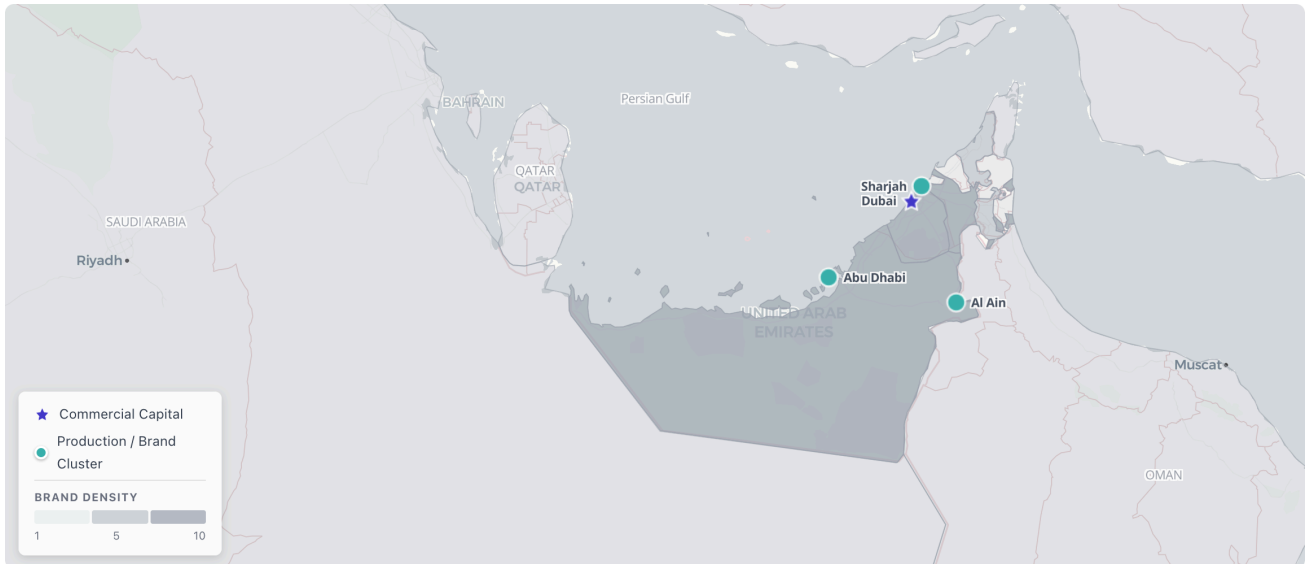 BAHRAIN
Persian Gulf
QATAR
QATAR
Sharjah
Dubai
SAUDI ARABIA
Riyadh
Abu Dhabi
Al Ain
UNITED ARAB
EMIRATES
Muscat
OMAN
Commercial Capital
Production / Brand
Cluster
BRAND DENSITY
1 5 10